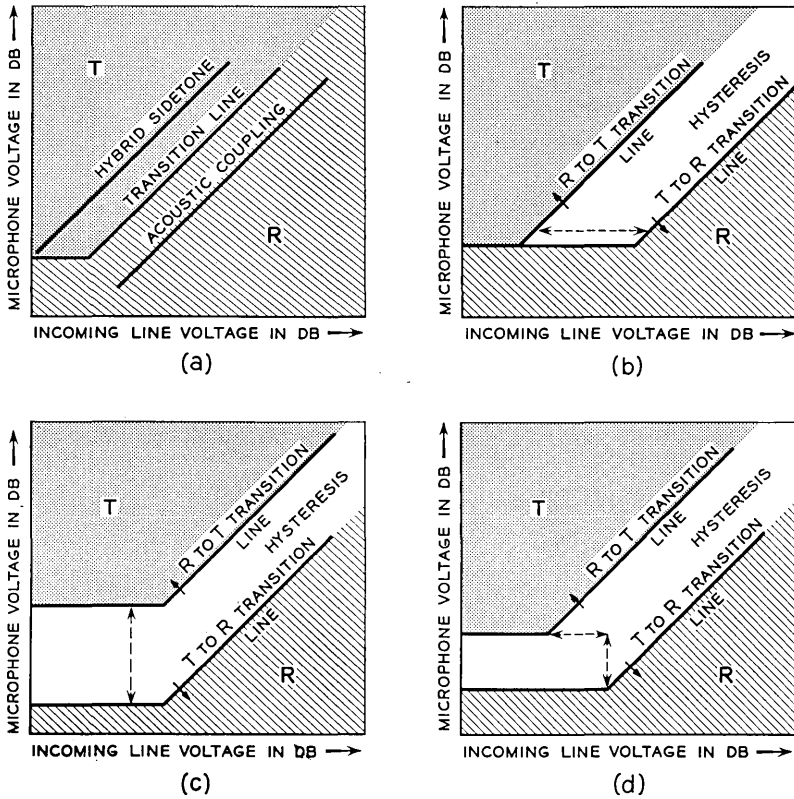 MICROPHONE VOLTAGE IN DB
T
HYBRID SIDETONE
TRANSITION LINE
ACOUSTIC COUPLING
R
INCOMING LINE VOLTAGE IN DB
(a)
MICROPHONE VOLTAGE IN DB
T
R TO T TRANSITION
LINE
HYSTERESIS
T TO R TRANSITION
LINE
R
INCOMING LINE VOLTAGE IN DB
(b)
MICROPHONE VOLTAGE IN DB
T
R TO T TRANSITION
LINE
HYSTERESIS
T TO R TRANSITION
LINE
R
INCOMING LINE VOLTAGE IN DB
(c)
MICROPHONE VOLTAGE IN DB
T
R TO T TRANSITION
LINE
HYSTERESIS
T TO R TRANSITION
LINE
R
INCOMING LINE VOLTAGE IN DB
(d)